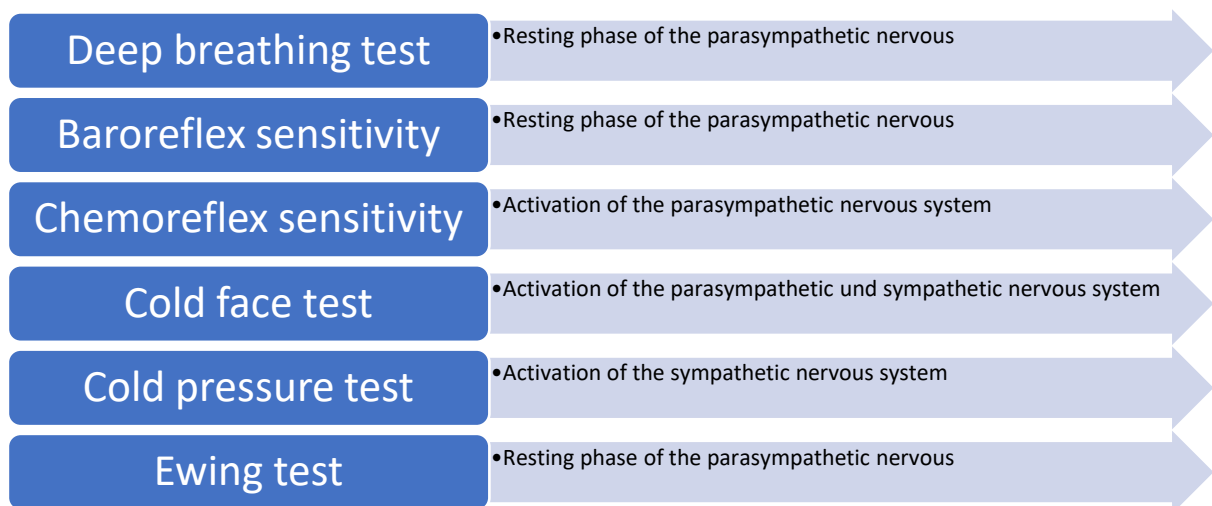 Deep breathing test
•Resting phase of the parasympathetic nervous
Baroreflex sensitivity
•Resting phase of the parasympathetic nervous
Chemoreflex sensitivity
•Activation of the parasympathetic nervous system
Cold face test
•Activation of the parasympathetic und sympathetic nervous system
Cold pressure test
•Activation of the sympathetic nervous system
Ewing test
•Resting phase of the parasympathetic nervous